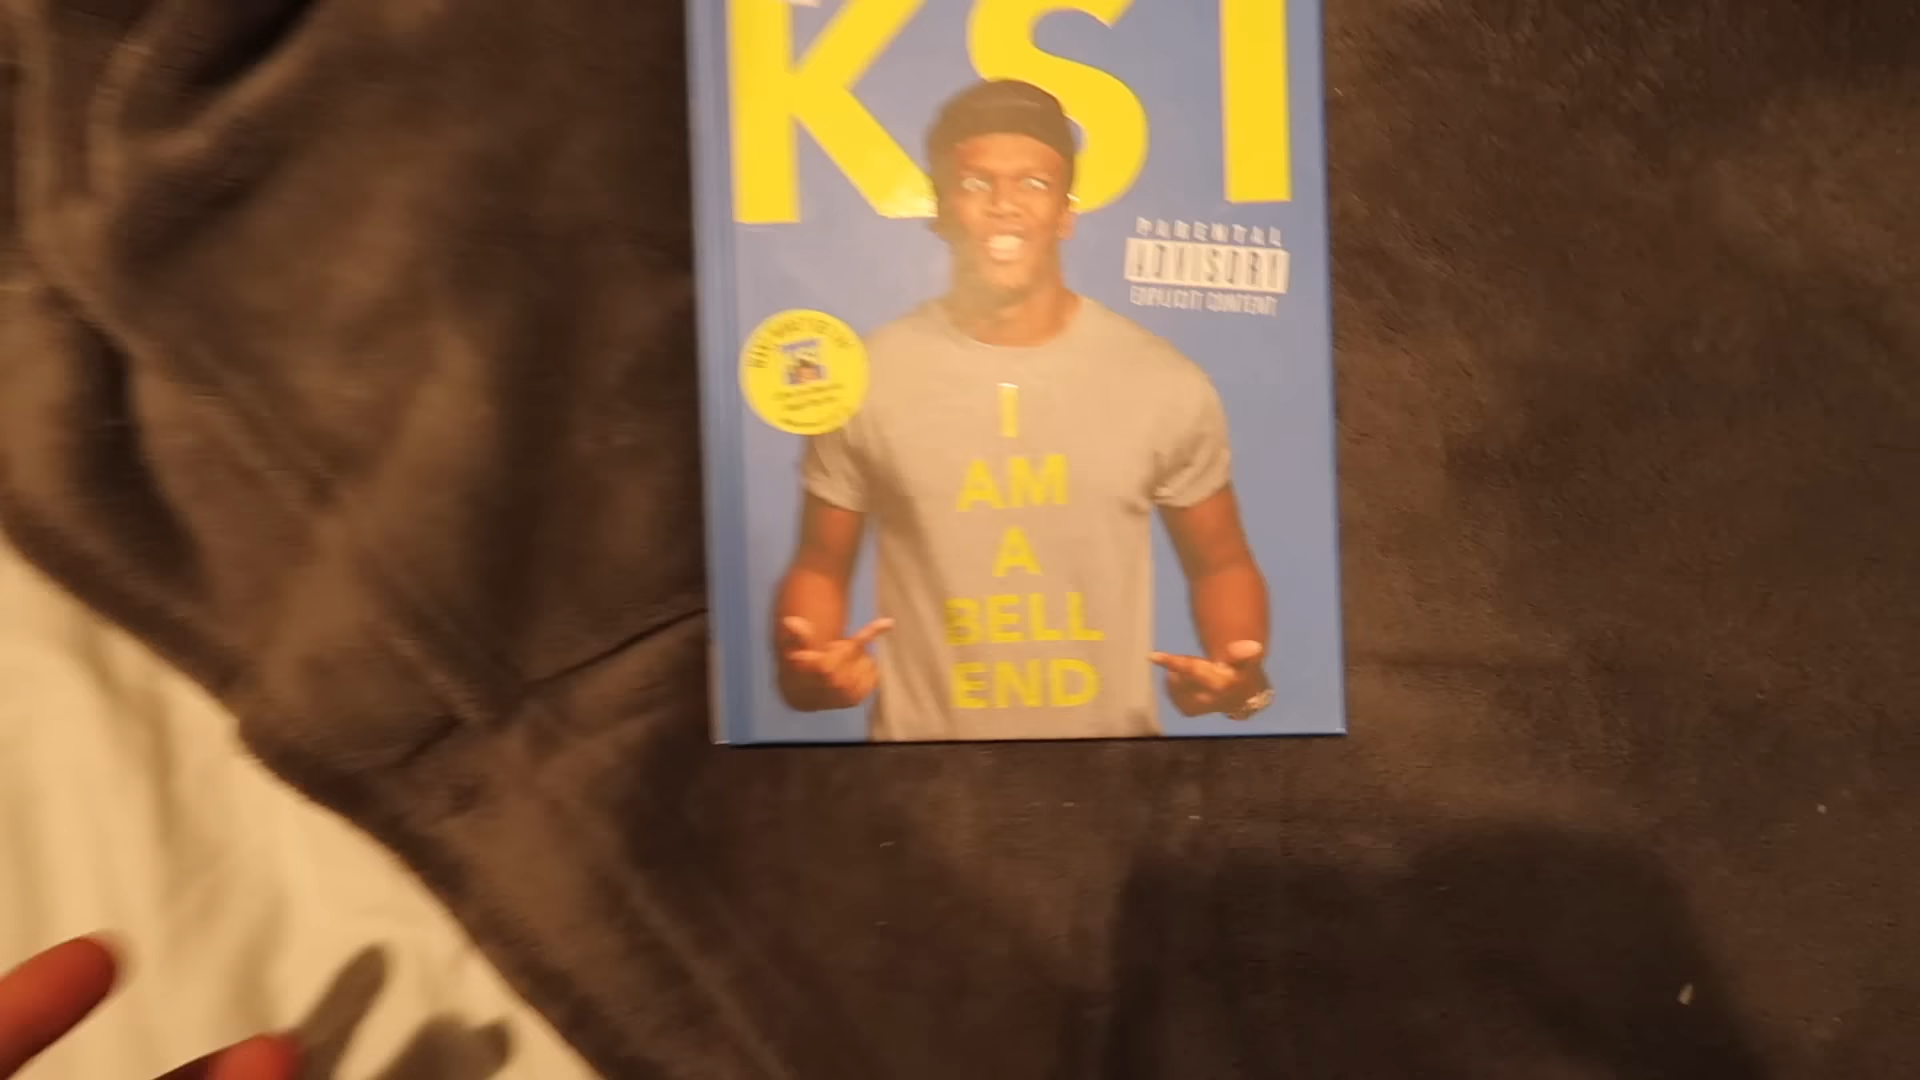 KSI
PARENTAL
ADVISORY
EXPLICIT CONTENT
I
AM
A
BELL
END